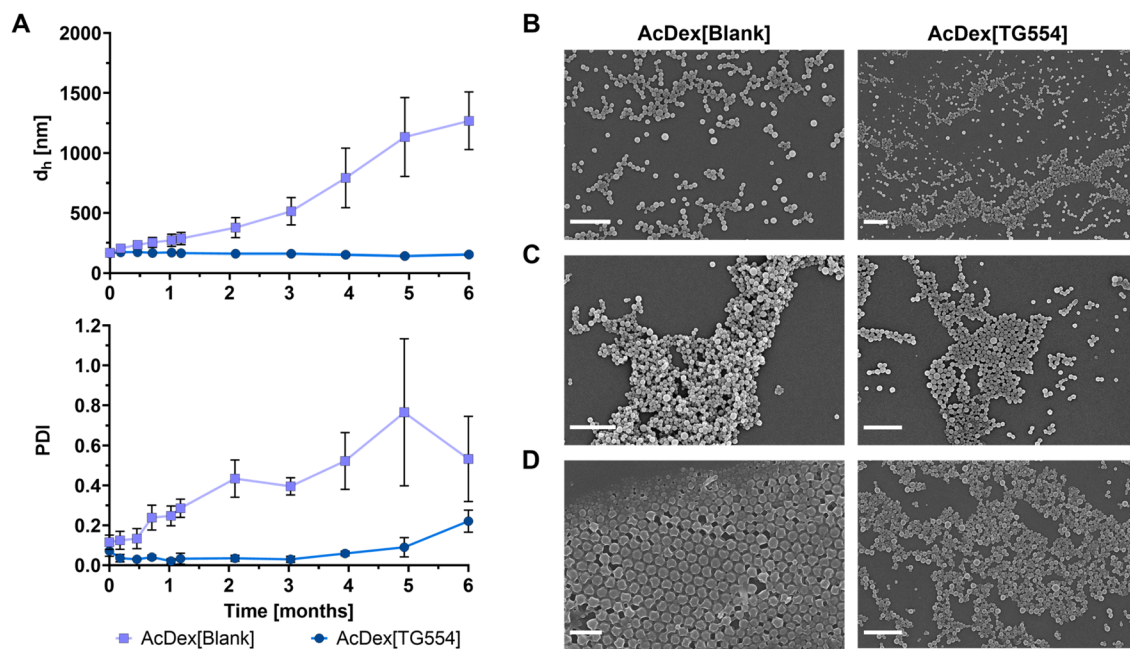 A
2000
1500
1000
500
0
dh [nm]
0 1 2 3 4 5 6
1.2
1.0
0.8
0.6
0.4
0.2
0.0
PDI
0 1 2 3 4 5 6
Time [months]
AcDex[Blank] AcDex[TG554]
B
AcDex[Blank] AcDex[TG554]
C
D